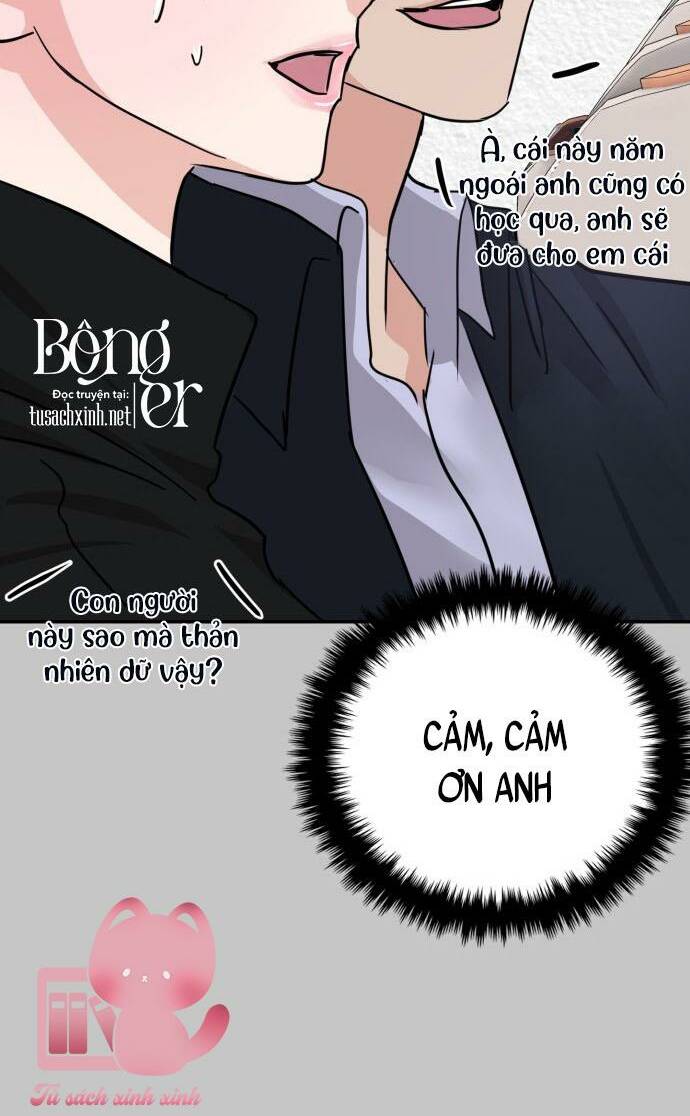 À, cái này năm
ngoái anh cũng có
học qua, anh sẽ
đưa cho em cái
Bông
er
Đọc truyện tại:
tusachxinh.net
Con người
này sao mà thản
nhiên dữ vậy?
CẢM, CẢM
ƠN ANH
Tủ sách xinh xinh